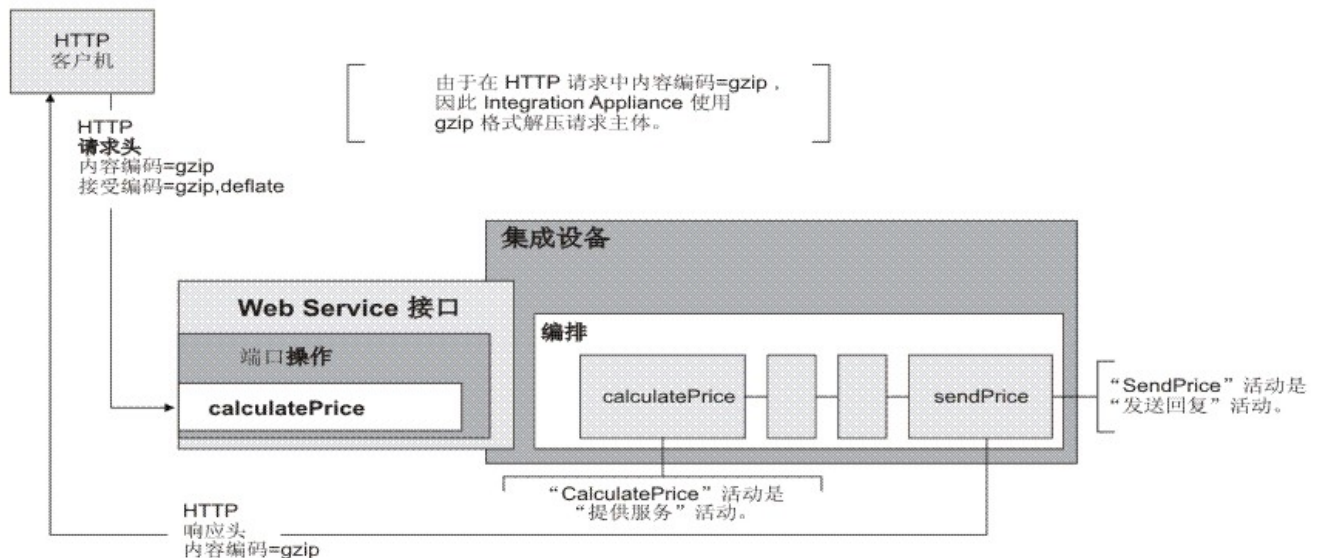 HTTP
客户机
由于在 HTTP 请求中内容编码=gzip，
因此 Integration Appliance 使用
gzip 格式解压请求主体。
HTTP
请求头
内容编码=gzip
接受编码=gzip,deflate
集成设备
Web Service 接口
端口操作
calculatePrice
编排
calculatePrice
sendPrice
“SendPrice”活动是
“发送回复”活动。
“CalculatePrice”活动是
“提供服务”活动。
HTTP
响应头
内容编码=gzip